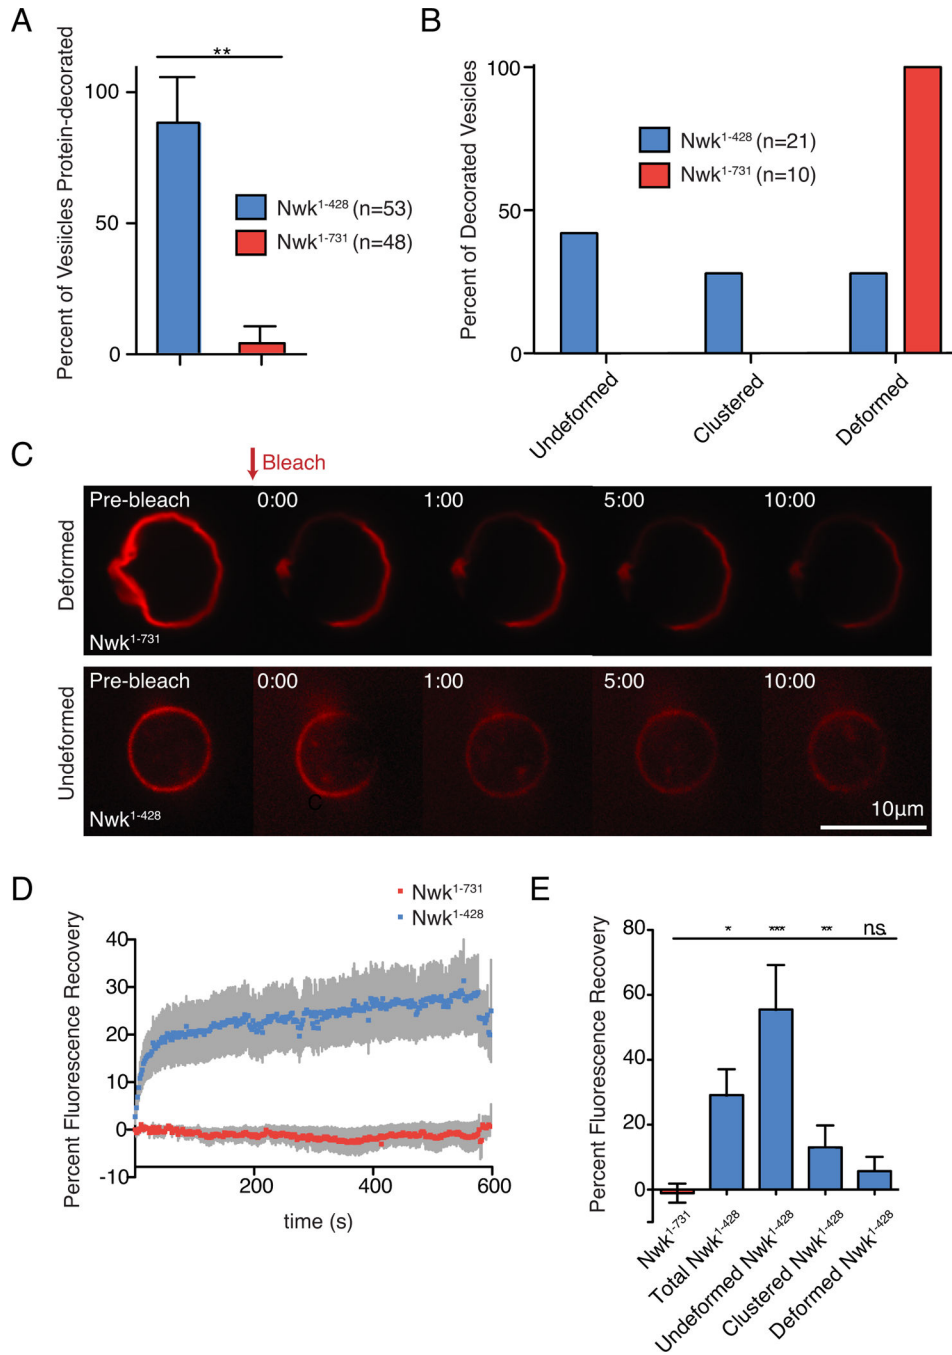 A
Percent of Vesiicles Protein-decorated
**
100
50
0
Nwk1-428 (n=53)
Nwk1-731 (n=48)
B
Percent of Decorated Vesicles
100
50
0
Nwk1-428 (n=21)
Nwk1-731 (n=10)
Undeformed
Clustered
Deformed
C
Bleach
Deformed
Pre-bleach 0:00 1:00 5:00 10:00
Nwk1-731
Undeformed
Pre-bleach 0:00 1:00 5:00 10:00
C
Nwk1-428
10µm
D
Nwk1-731
Nwk1-428
Percent Fluorescence Recovery
40
30
20
10
0
-10
200 400 600
time (s)
E
Percent Fluorescence Recovery
80
60
40
20
0
* *** ** n.s.
Nwk1-731
Total Nwk1-428
Undeformed Nwk1-428
Clustered Nwk1-428
Deformed Nwk1-428